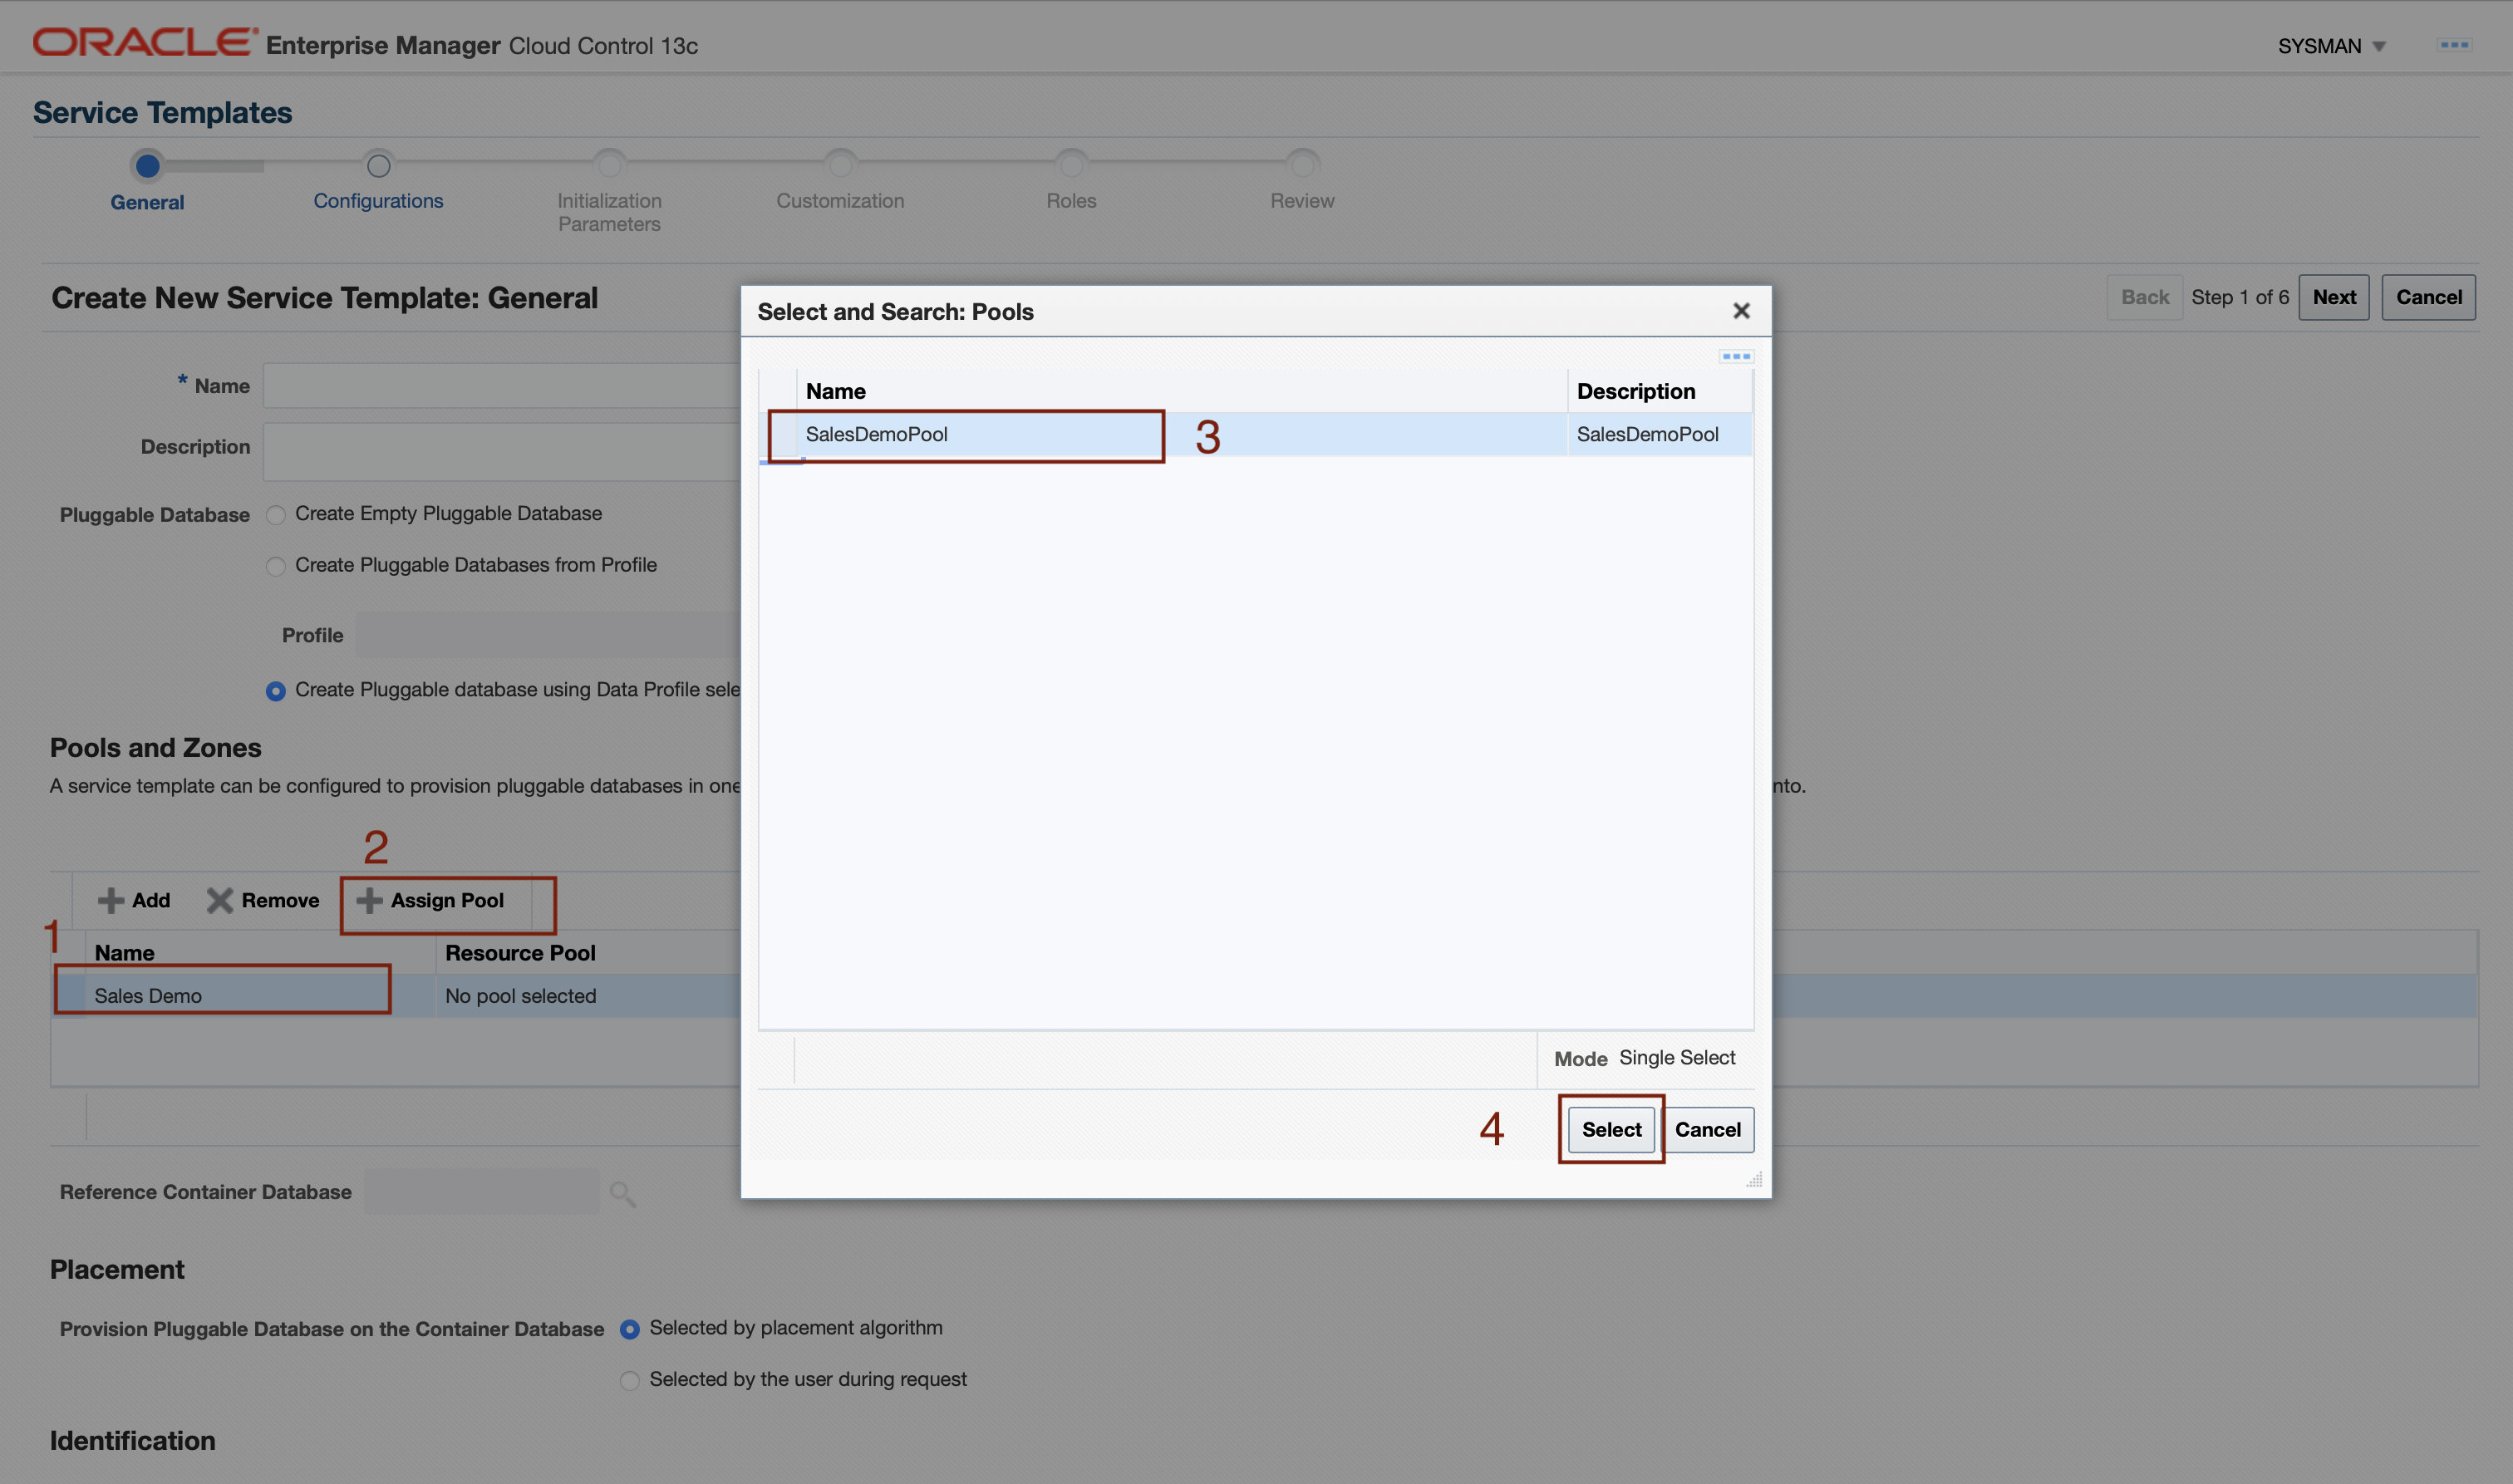 ORACLE Enterprise Manager Cloud Control 13c
SYSMAN
Service Templates
General
Configurations
Initialization
Parameters
Customization
Roles
Review
Create New Service Template: General
Back Step 1 of 6 Next Cancel
* Name
Description
Pluggable Database
Create Empty Pluggable Database
Create Pluggable Databases from Profile
Profile
Create Pluggable database using Data Profile sele
Pools and Zones
A service template can be configured to provision pluggable databases in one
nto.
2
Add Remove Assign Pool
1
Name Resource Pool
Sales Demo No pool selected
Reference Container Database
Placement
Provision Pluggable Database on the Container Database
Selected by placement algorithm
Selected by the user during request
Identification
Select and Search: Pools
Name Description
SalesDemoPool 3 SalesDemoPool
Mode Single Select
4 Select Cancel